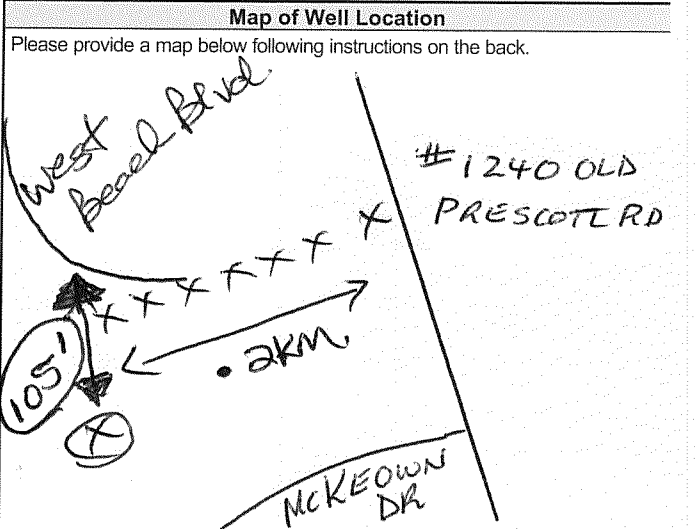 Map of Well Location
Please provide a map below following instructions on the back.
West
Beach Blvd.
# 1240 OLD
PRESCOTT RD
X X X X X X X
.2KM.
105'
X
McKEOWN
DR